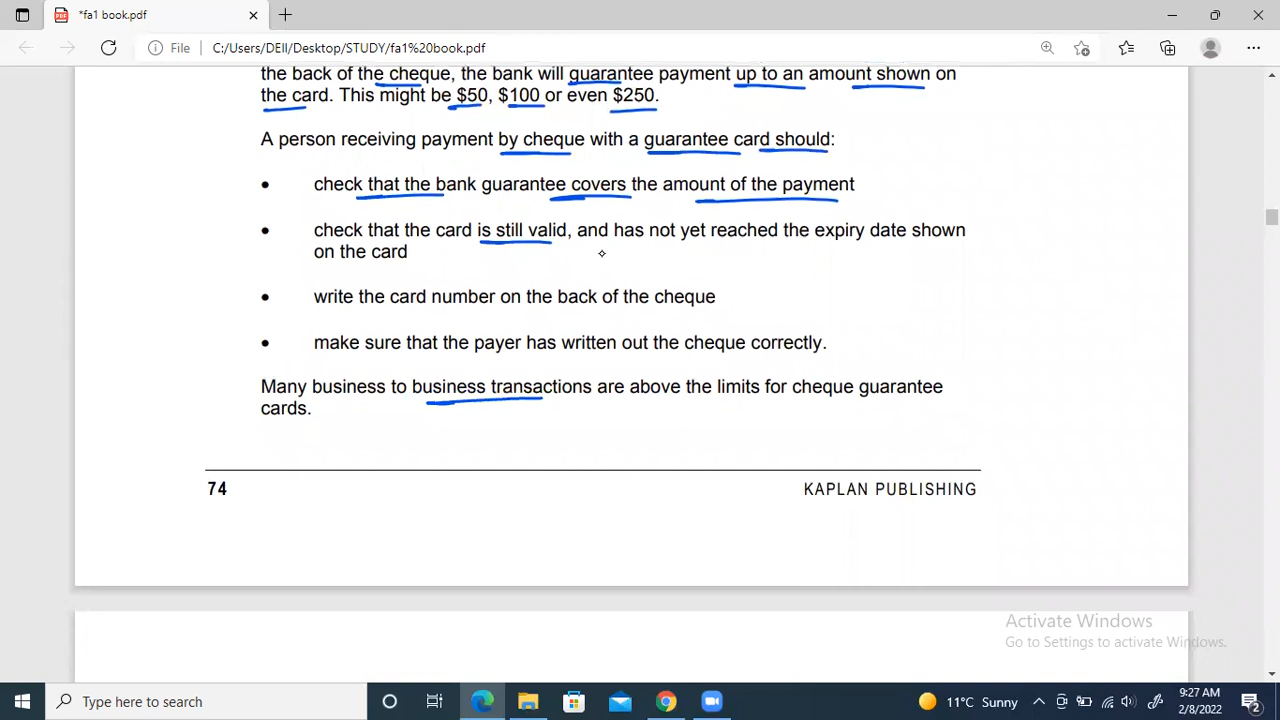 *fa1 book.pdf
File
C:/Users/DEll/Desktop/STUDY/fa1%20book.pdf
the back of the cheque, the bank will guarantee payment up to an amount shown on
the card. This might be $50, $100 or even $250.
A person receiving payment by cheque with a guarantee card should:
• check that the bank guarantee covers the amount of the payment
• check that the card is still valid, and has not yet reached the expiry date shown
on the card
• write the card number on the back of the cheque
• make sure that the payer has written out the cheque correctly.
Many business to business transactions are above the limits for cheque guarantee
cards.
74
KAPLAN PUBLISHING
Activate Windows
Go to Settings to activate Windows.
Type here to search
11°C Sunny
9:27 AM
2/8/2022
2